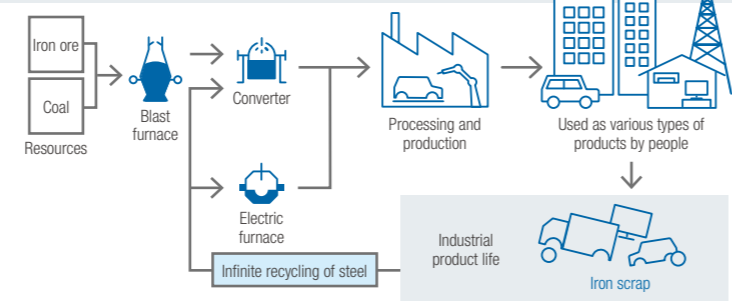 Iron ore
Coal
Resources
Blast
furnace
Converter
Electric
furnace
Processing and
production
Used as various types of
products by people
Industrial
product life
Iron scrap
Infinite recycling of steel